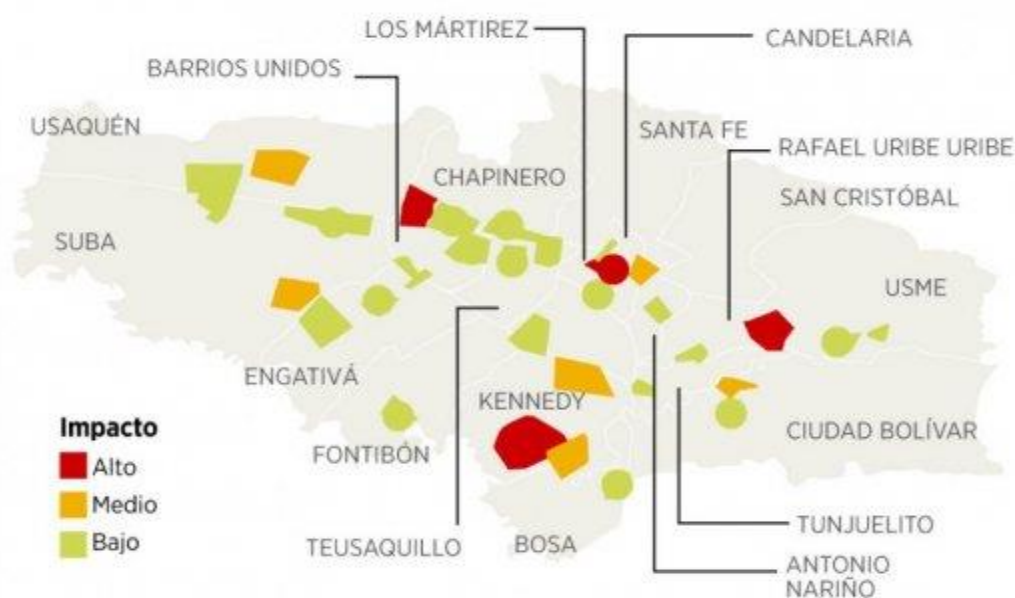 LOS MÁRTIREZ
CANDELARIA
BARRIOS UNIDOS
USAQUÉN
SANTA FE
RAFAEL URIBE URIBE
CHAPINERO
SAN CRISTÓBAL
SUBA
USME
ENGATIVÁ
KENNEDY
Impacto
CIUDAD BOLÍVAR
FONTIBÓN
Alto
Medio
TUNJUELITO
Bajo
TEUSAQUILLO
BOSA
ANTONIO
NARIÑO